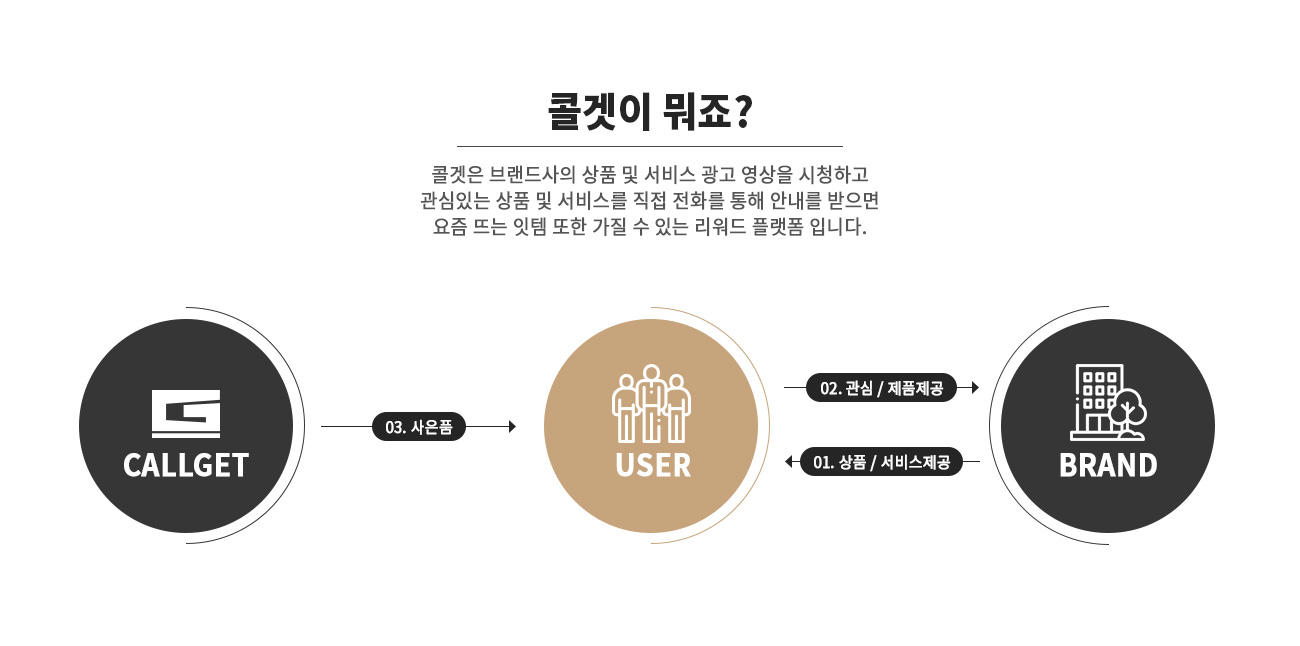 콜겟이 뭐죠?
콜겟은 브랜드사의 상품 및 서비스 광고 영상을 시청하고
관심있는 상품 및 서비스를 직접 전화를 통해 안내를 받으면
요즘 뜨는 잇템 또한 가질 수 있는 리워드 플랫폼 입니다.
CALLGET
03. 사은품
USER
02. 관심 / 제품제공
01. 상품 / 서비스제공
BRAND